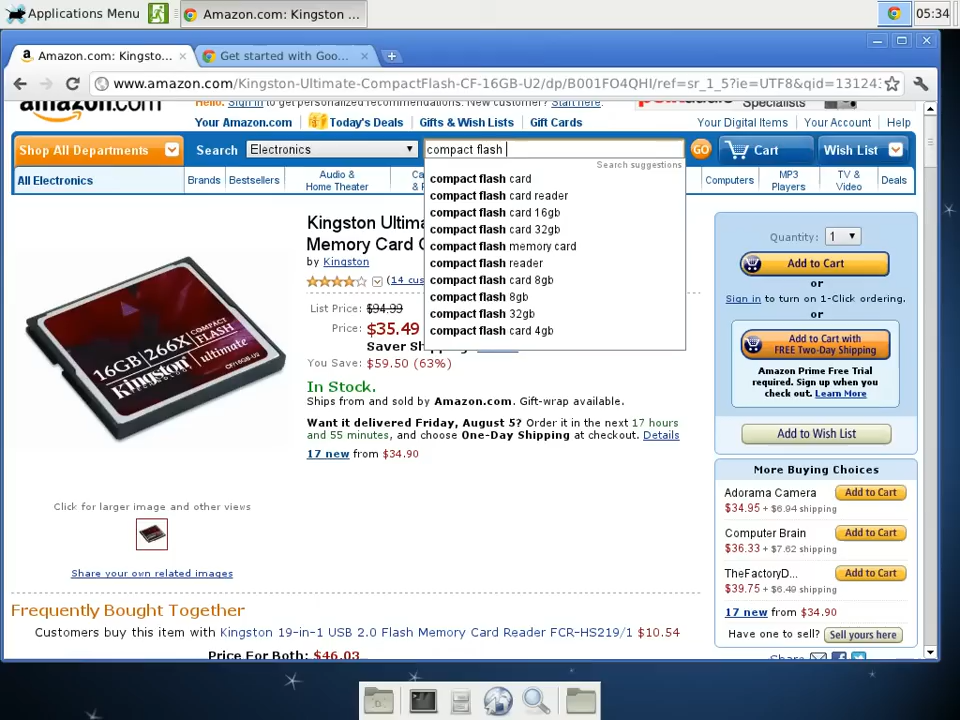 Applications Menu
Amazon.com: Kingston ...
05:34
Amazon.com: Kingsto...
Get started with Goo...
www.amazon.com/Kingston-Ultimate-CompactFlash-CF-16GB-U2/dp/B001FO4QHI/ref=sr_1_5?ie=UTF8&qid=13124
amazon.com
Hello. Sign in to get personalized recommendations. New customer? Start here.
Specialists
Your Amazon.com
Today's Deals
Gifts & Wish Lists
Gift Cards
Your Digital Items
Your Account
Help
Shop All Departments
Search
Electronics
compact flash
GO
Cart
Wish List
Search suggestions
All Electronics
Brands
Bestsellers
Audio &
Home Theater
Computers
MP3
Players
TV &
Video
Deals
compact flash card
compact flash card reader
compact flash card 16gb
compact flash card 32gb
compact flash memory card
compact flash reader
compact flash card 8gb
compact flash 8gb
compact flash 32gb
compact flash card 4gb
Kingston Ultima
Memory Card
by Kingston
(14 cus
List Price: $94.99
Price: $35.49
Saver Shipping
You Save: $59.50 (63%)
In Stock.
Ships from and sold by Amazon.com. Gift-wrap available.
Want it delivered Friday, August 5? Order it in the next 17 hours
and 55 minutes, and choose One-Day Shipping at checkout. Details
17 new from $34.90
16GB 266X COMPACT FLASH
Kingston ultimate
TECHNOLOGY
Click for larger image and other views
Share your own related images
Quantity: 1
Add to Cart
or
Sign in to turn on 1-Click ordering.
or
Add to Cart with
FREE Two-Day Shipping
Amazon Prime Free Trial
required. Sign up when you
check out. Learn More
Add to Wish List
More Buying Choices
Adorama Camera
Add to Cart
$34.95 + $6.94 shipping
Computer Brain
Add to Cart
$36.33 + $7.62 shipping
TheFactoryD...
Add to Cart
$39.75 + $6.49 shipping
17 new from $34.90
Have one to sell? Sell yours here
Share
Frequently Bought Together
Customers buy this item with Kingston 19-in-1 USB 2.0 Flash Memory Card Reader FCR-HS219/1 $10.54
Price For Both: $46.03